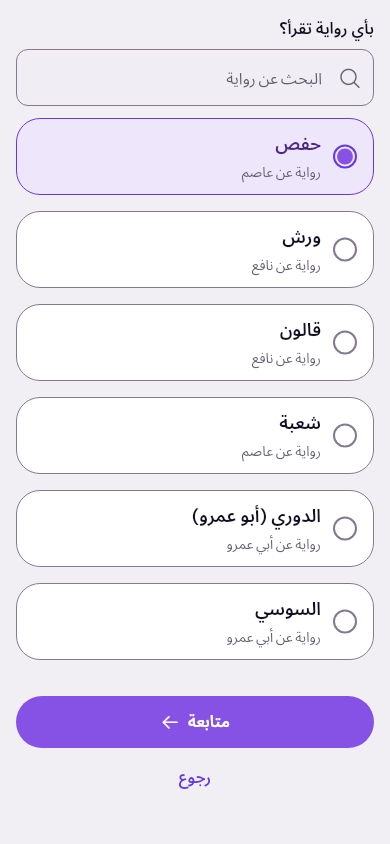 بأي رواية تقرأ؟
البحث عن رواية
حفص
رواية عن عاصم
ورش
رواية عن نافع
قالون
رواية عن نافع
شعبة
رواية عن عاصم
الدوري (أبو عمرو)
رواية عن أبي عمرو
السوسي
رواية عن أبي عمرو
متابعة
رجوع